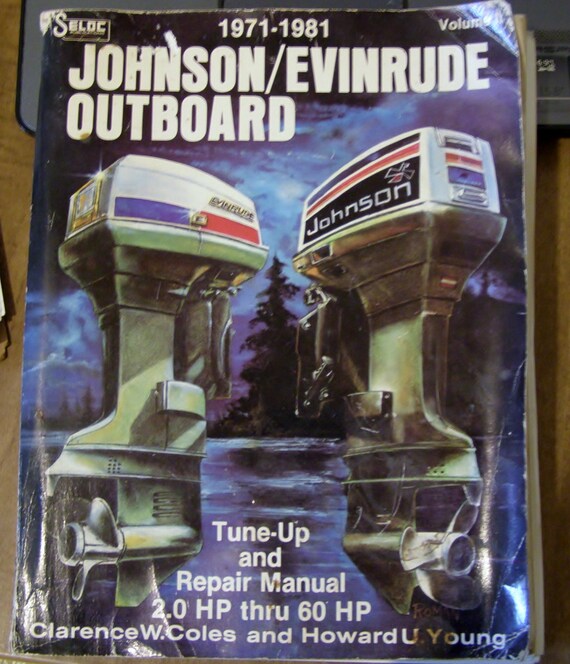 SELOC
1971-1981
Volume
JOHNSON/EVINRUDE
OUTBOARD
EVINRUDE
Johnson
Tune-Up
and
Repair Manual
2.0 HP thru 60 HP
Clarence W. Coles and Howard U. Young